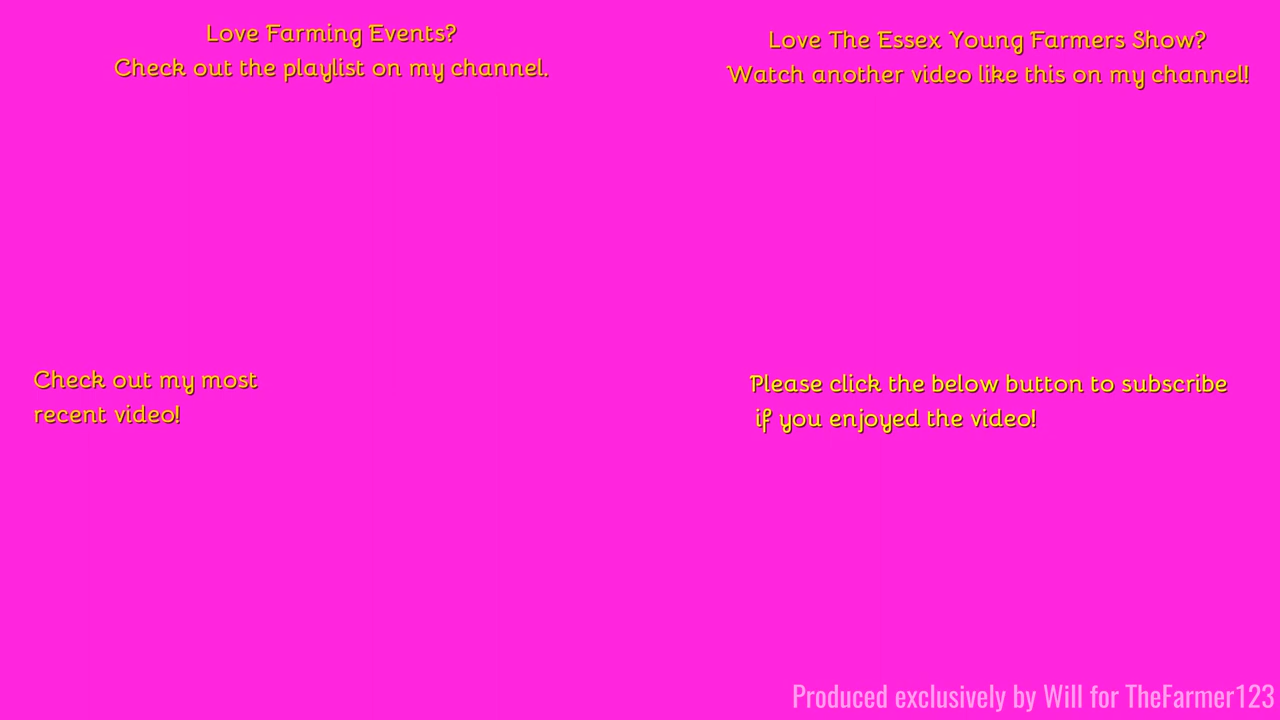 Love Farming Events?
Check out the playlist on my channel.
Love The Essex Young Farmers Show?
Watch another video like this on my channel!
Check out my most
recent video!
Please click the below button to subscribe
if you enjoyed the video!
Produced exclusively by Will for TheFarmer123